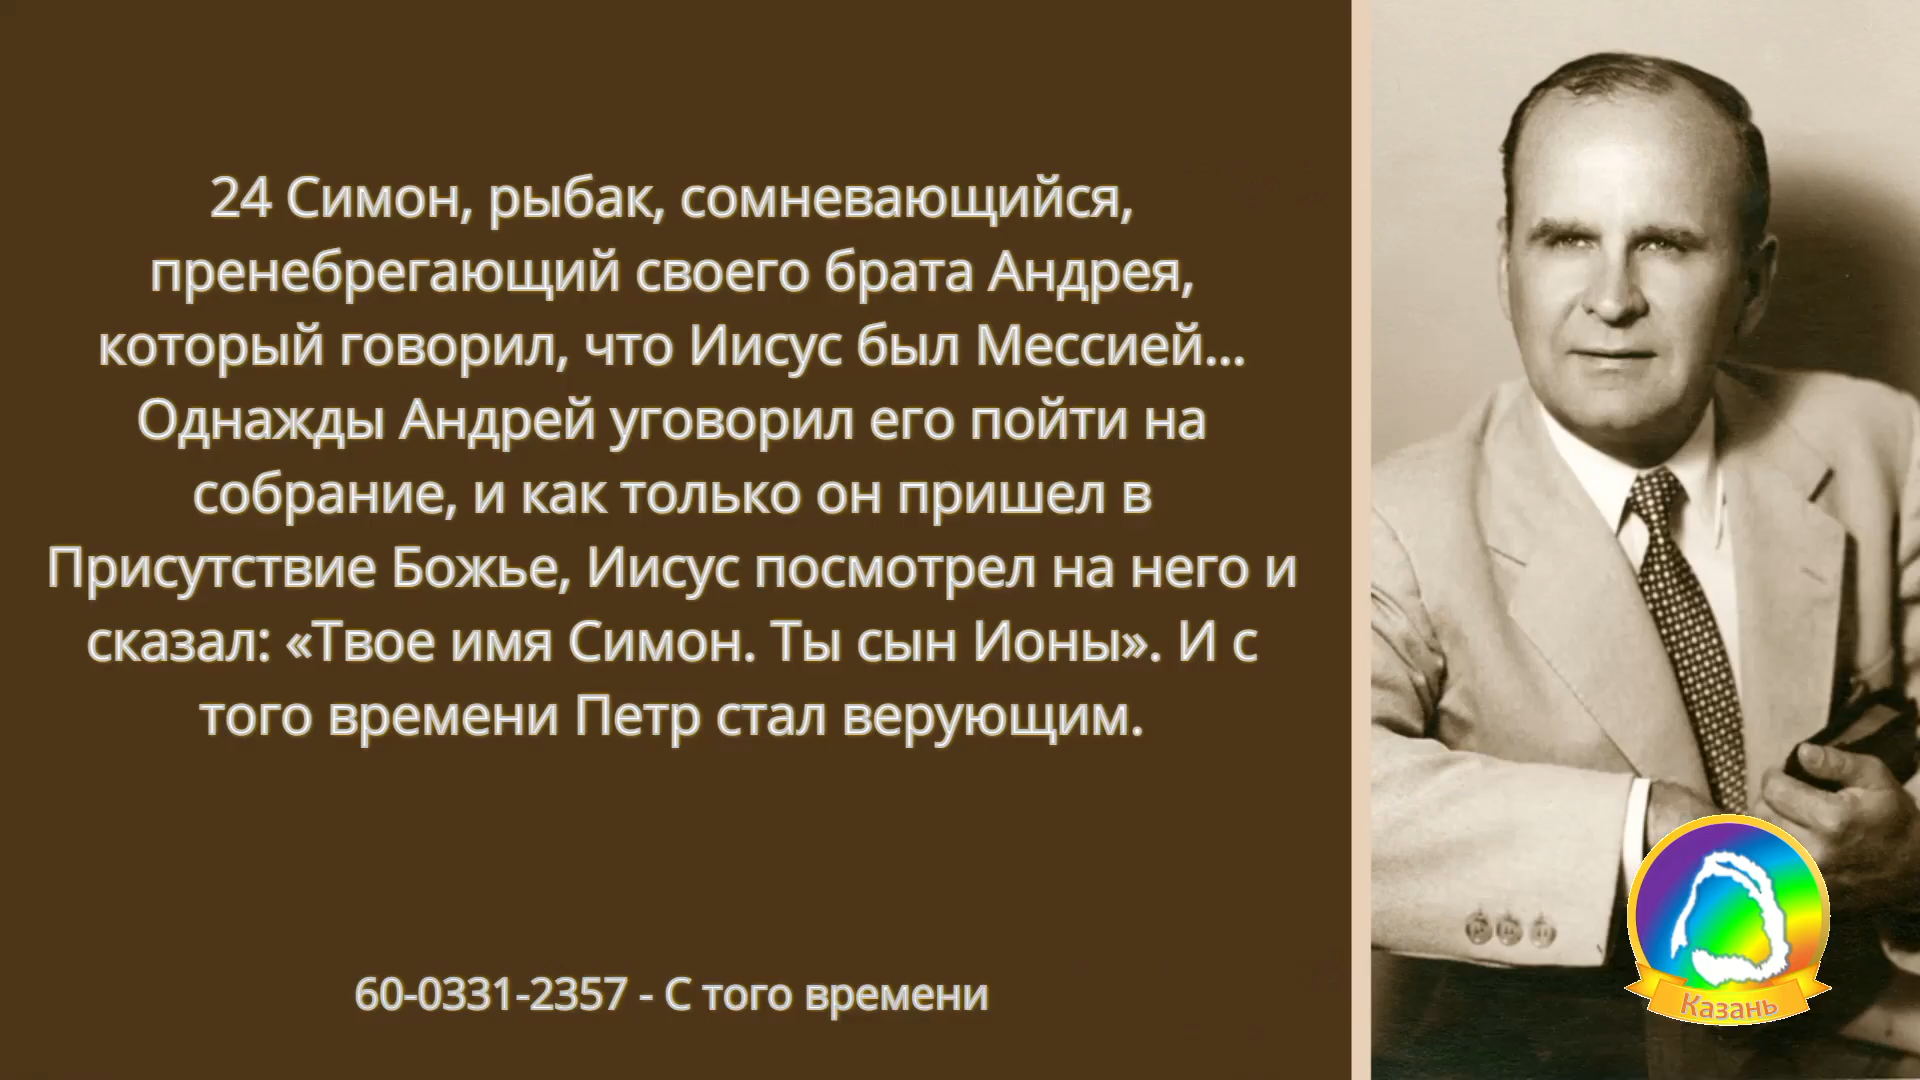 24 Симон, рыбак, сомневающийся,
пренебрегающий своего брата Андрея,
который говорил, что Иисус был Мессией...
Однажды Андрей уговорил его пойти на
собрание, и как только он пришел в
Присутствие Божье, Иисус посмотрел на него и
сказал: «Твое имя Симон. Ты сын Ионы». И с
того времени Петр стал верующим.
60-0331-2357 - С того времени
Казань